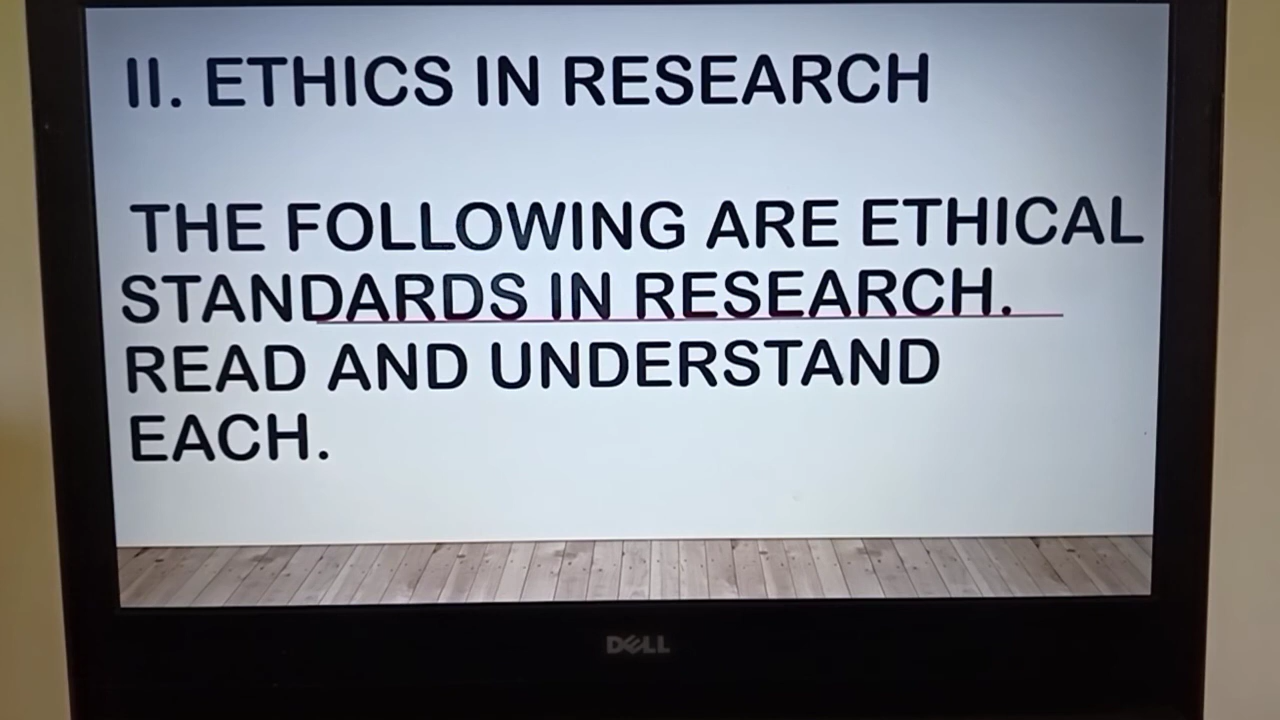 II. ETHICS IN RESEARCH
THE FOLLOWING ARE ETHICAL
STANDARDS IN RESEARCH.
READ AND UNDERSTAND
EACH.
DELL